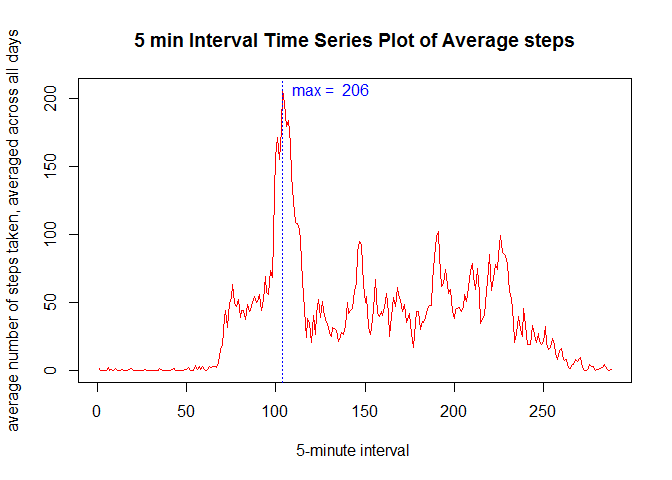 5 min Interval Time Series Plot of Average steps
max =  206
average number of steps taken, averaged across all days
200
150
100
50
0
0 50 100 150 200 250
5-minute interval